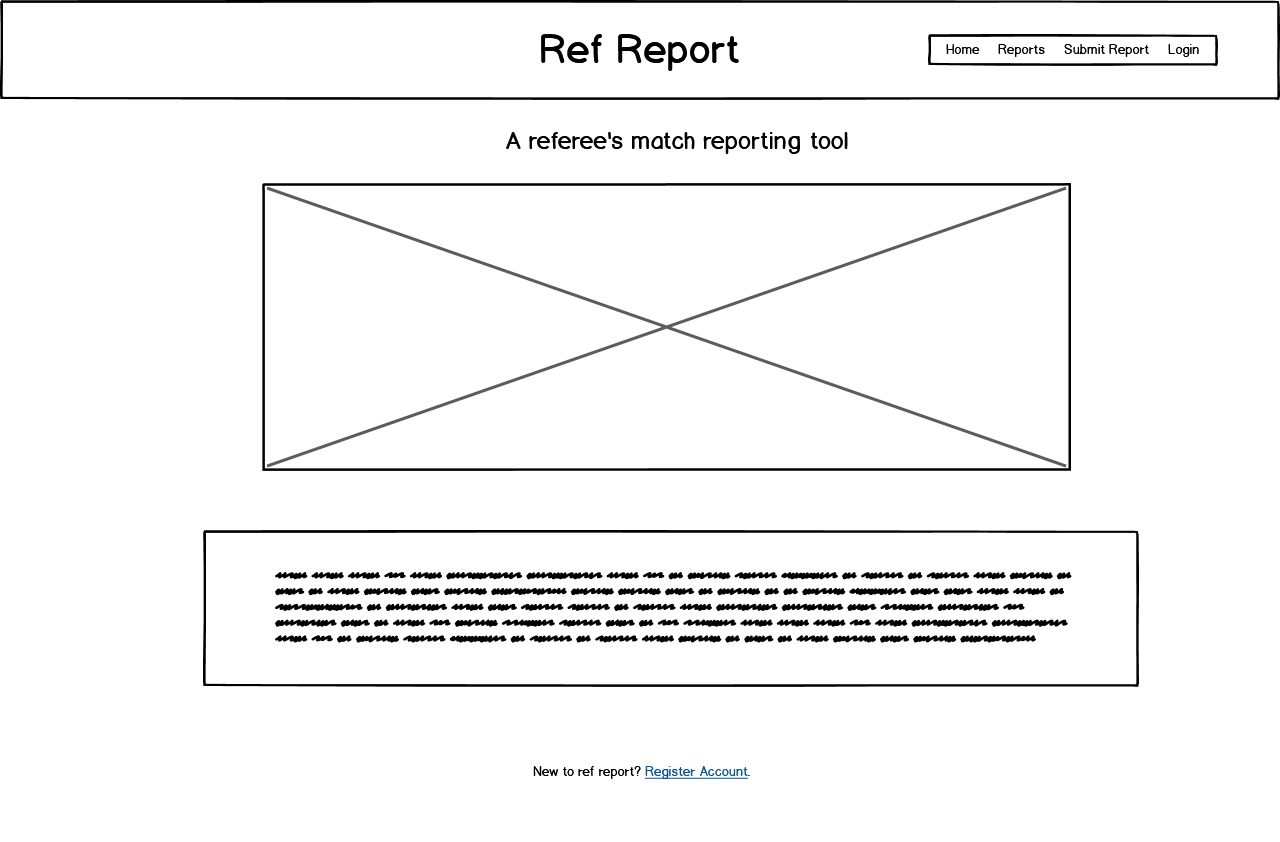 Ref Report
Home Reports Submit Report Login
A referee's match reporting tool
New to ref report? Register Account.